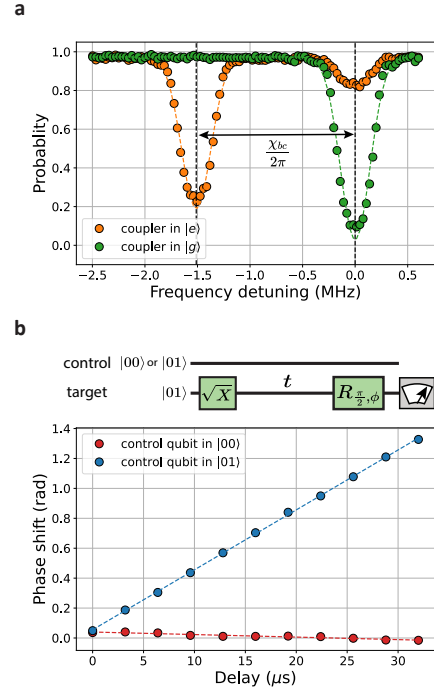 a
Probablity
1.0
0.8
0.6
0.4
0.2
0.0
χbc
2π
coupler in |e⟩
coupler in |g⟩
−2.5 −2.0 −1.5 −1.0 −0.5 0.0 0.5
Frequency detuning (MHz)
b
control |00⟩ or |01⟩
t
target |01⟩ √X R π/2,ϕ
Phase shift (rad)
1.4
1.2
1.0
0.8
0.6
0.4
0.2
0.0
control qubit in |00⟩
control qubit in |01⟩
0 5 10 15 20 25 30
Delay (μs)